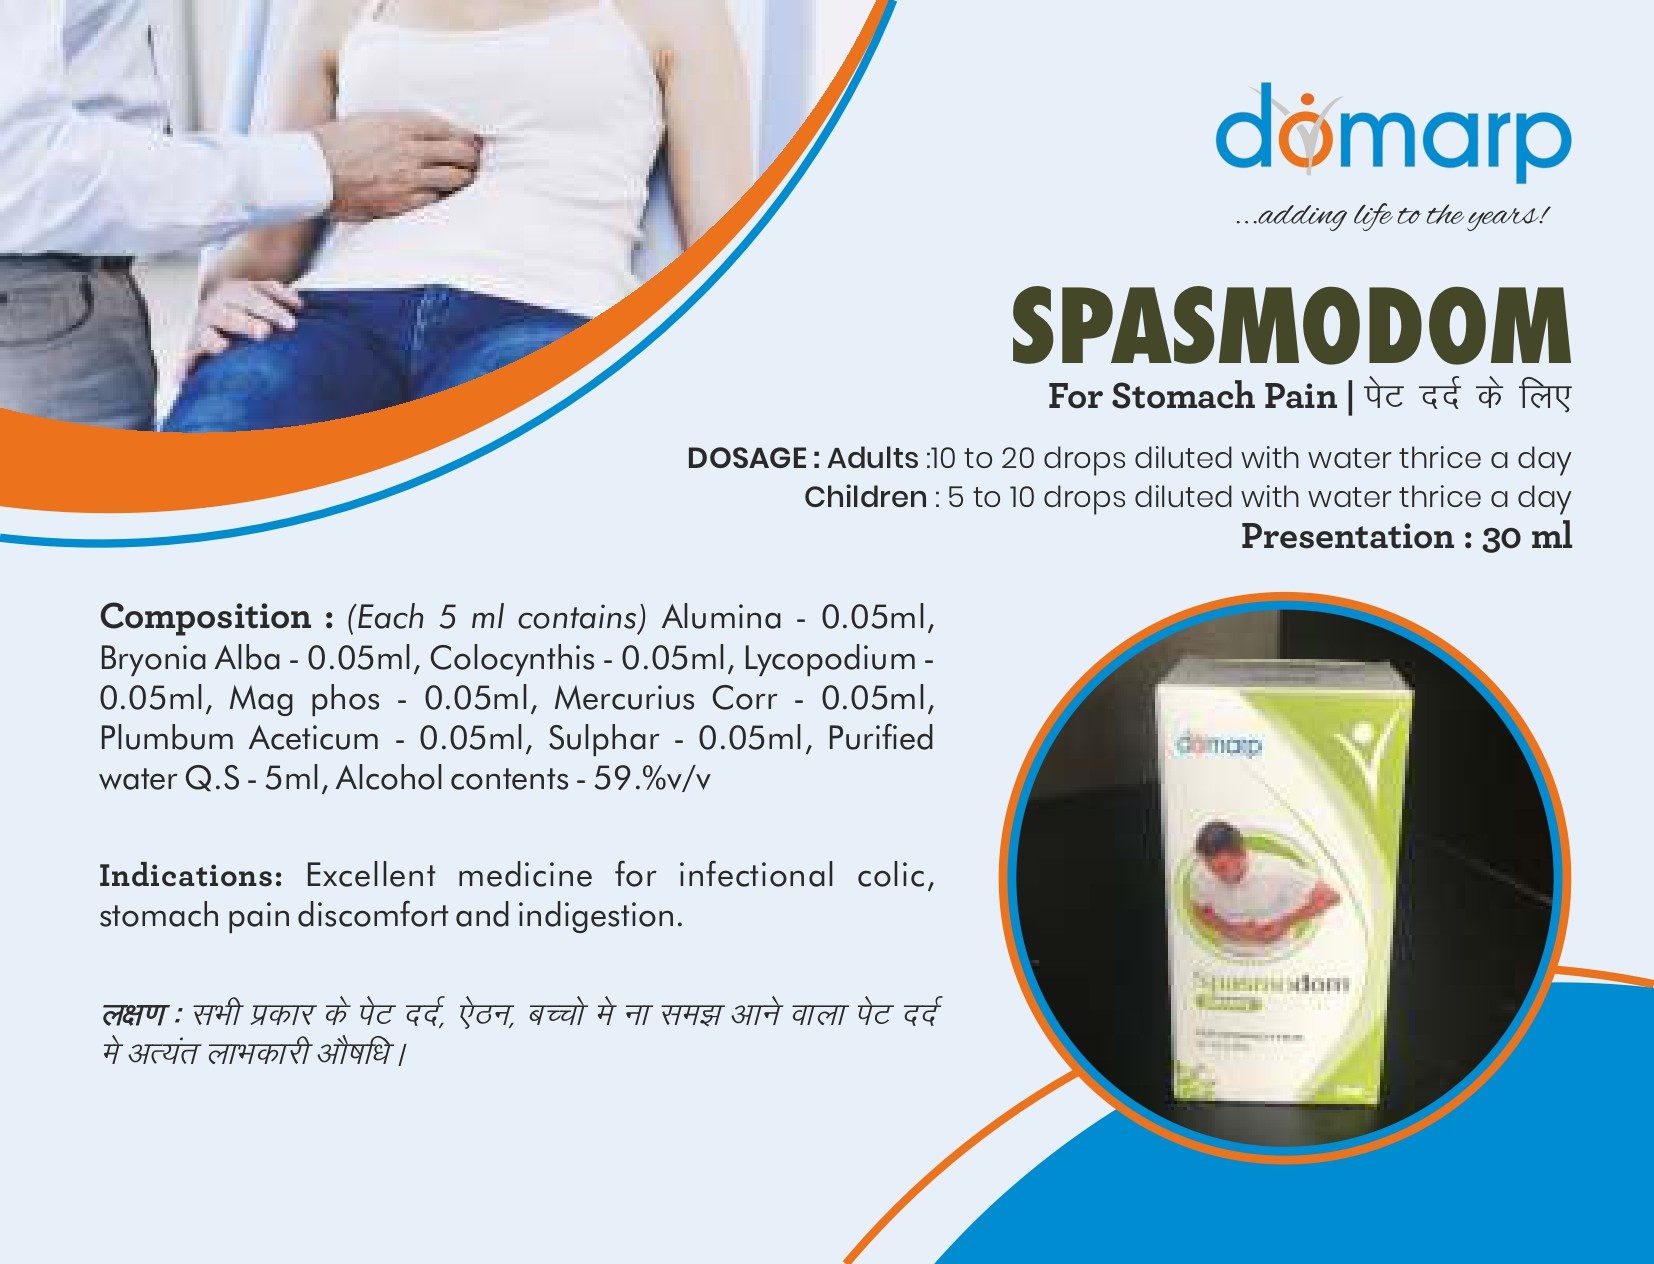 domarp
...adding life to the years!
SPASMODOM
For Stomach Pain | पेट दर्द के लिए
DOSAGE : Adults :10 to 20 drops diluted with water thrice a day
Children : 5 to 10 drops diluted with water thrice a day
Presentation : 30 ml
Composition : (Each 5 ml contains) Alumina - 0.05ml,
Bryonia Alba - 0.05ml, Colocynthis - 0.05ml, Lycopodium -
0.05ml, Mag phos - 0.05ml, Mercurius Corr - 0.05ml,
Plumbum Aceticum - 0.05ml, Sulphar - 0.05ml, Purified
water Q.S - 5ml, Alcohol contents - 59.%v/v
Indications: Excellent medicine for infectional colic,
stomach pain discomfort and indigestion.
लक्षण : सभी प्रकार के पेट दर्द, ऐठन, बच्चो मे ना समझ आने वाला पेट दर्द
मे अत्यंत लाभकारी औषधि।
domarp
Spasmodom